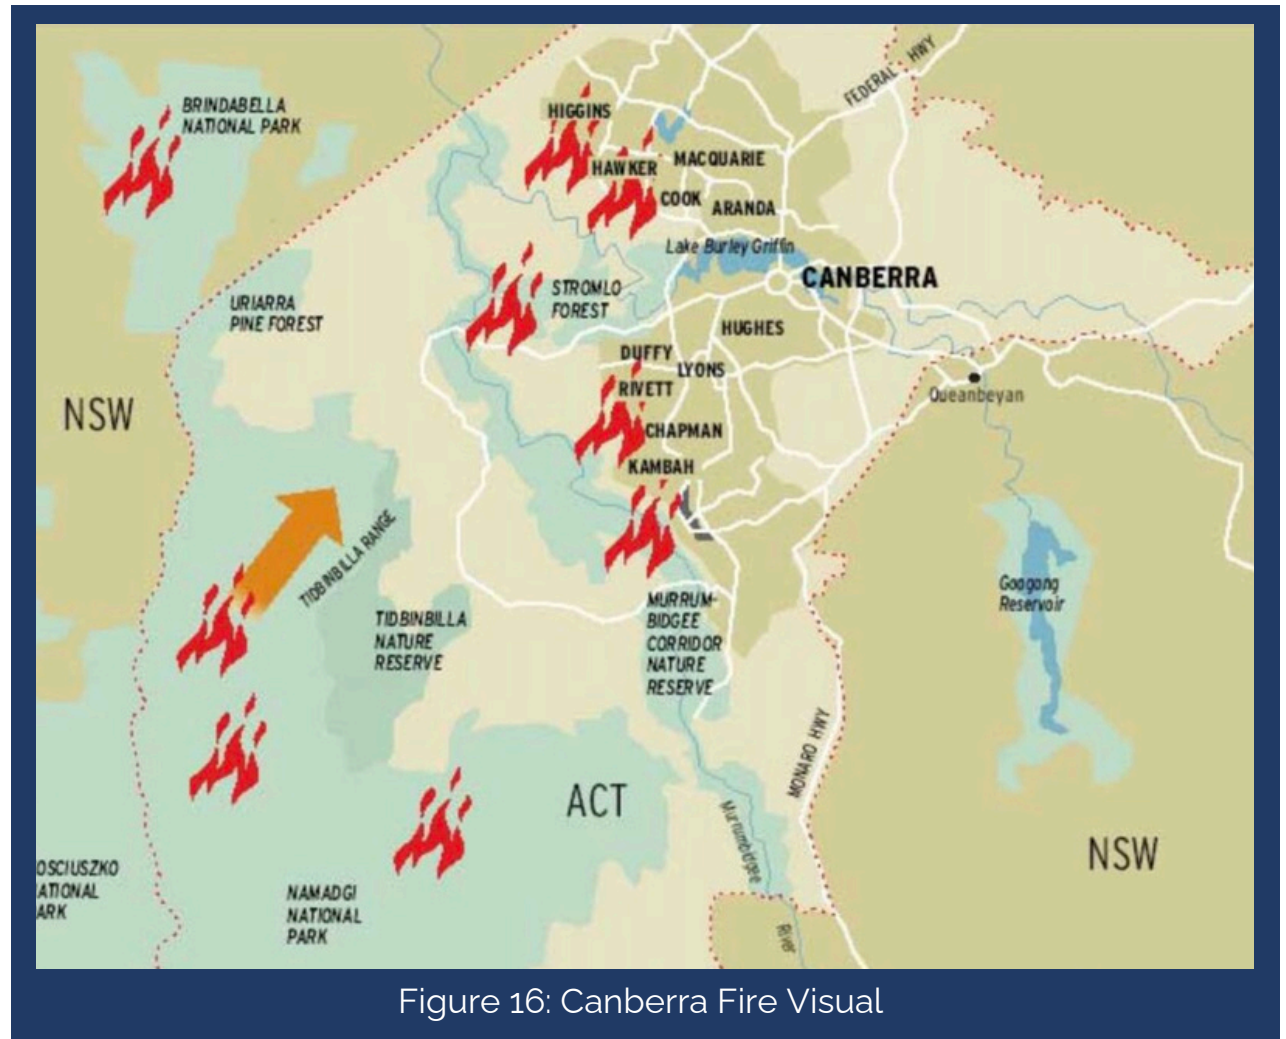 BRINDABELLA
NATIONAL PARK
HIGGINS
FEDERAL HWY
HAWKER
MACQUARIE
COOK
ARANDA
Lake Burley Griffin
CANBERRA
URIARRA
PINE FOREST
STROMLO
FOREST
HUGHES
DUFFY
LYONS
RIVETT
Queanbeyan
NSW
CHAPMAN
KAMBAH
TIDBINBILLA RANGE
Googong
Reservoir
TIDBINBILLA
NATURE
RESERVE
MURRUM-
BIDGEE
CORRIDOR
NATURE
RESERVE
MONARO HWY
ACT
Murrumbidgee
River
NSW
OSCIUSZKO
ATIONAL
ARK
NAMADGI
NATIONAL
PARK
Figure 16: Canberra Fire Visual